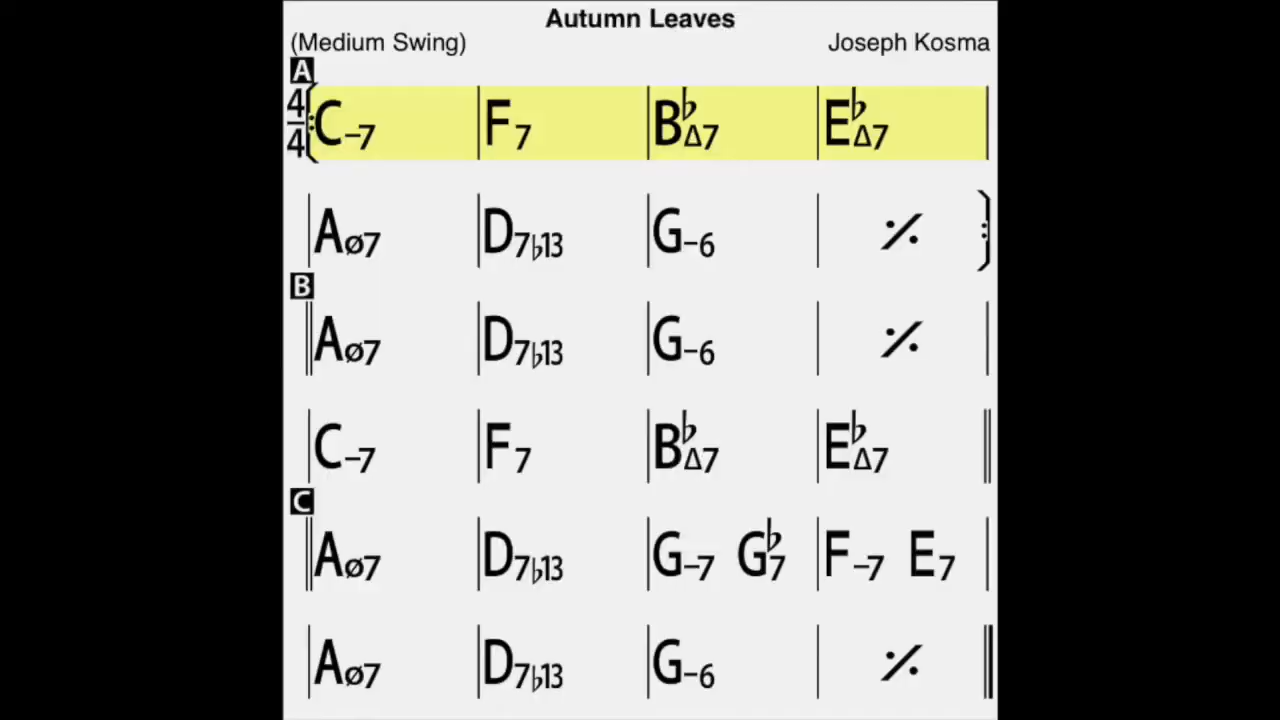 Autumn Leaves
(Medium Swing) Joseph Kosma
A
4/4 C–7 F7 B♭Δ7 E♭Δ7
Aø7 D7♭13 G–6 𝄎
B
Aø7 D7♭13 G–6 𝄎
C–7 F7 B♭Δ7 E♭Δ7
C
Aø7 D7♭13 G–7 G♭7 F–7 E7
Aø7 D7♭13 G–6 𝄎